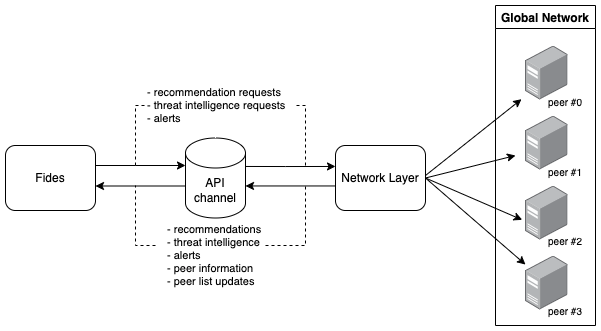 Global Network
- recommendation requests
- threat intelligence requests
- alerts
peer #0
Fides
API
channel
Network Layer
peer #1
- recommendations
- threat intelligence
- alerts
- peer information
- peer list updates
peer #2
peer #3